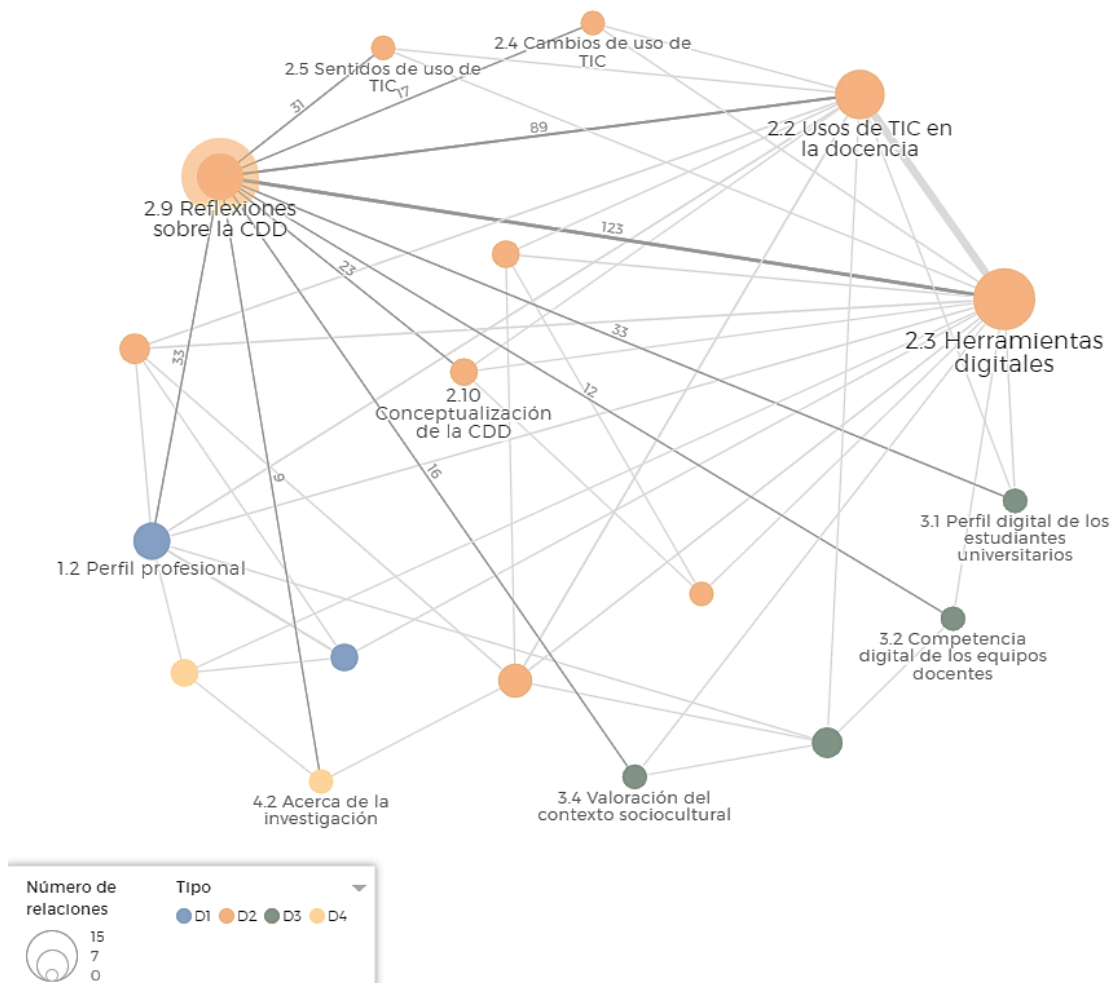 2.4 Cambios de uso de
TIC
2.5 Sentidos de uso de
TIC
17
31
89
2.2 Usos de TIC en
la docencia
2.9 Reflexiones
sobre la CDD
123
23
33
2.3 Herramientas
digitales
33
12
2.10
Conceptualización
de la CDD
16
9
3.1 Perfil digital de los
estudiantes
universitarios
1.2 Perfil profesional
3.2 Competencia
digital de los equipos
docentes
4.2 Acerca de la
investigación
3.4 Valoración del
contexto sociocultural
Número de
relaciones
15
7
0
Tipo
D1 D2 D3 D4